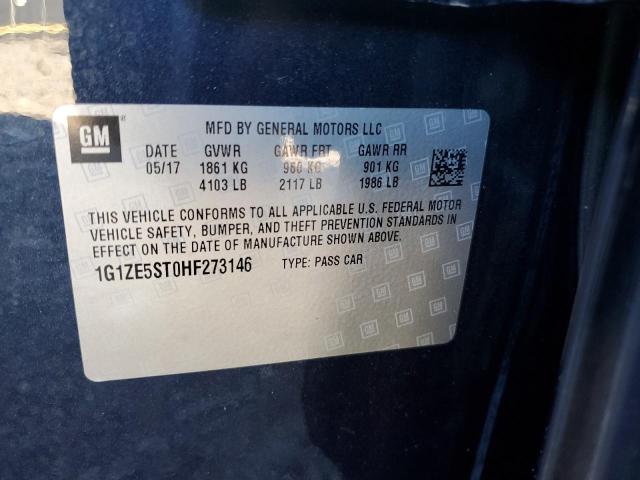 GM
MFD BY GENERAL MOTORS LLC
DATE GVWR GAWR FRT GAWR RR
05/17 1861 KG 960 KG 901 KG
4103 LB 2117 LB 1986 LB
THIS VEHICLE CONFORMS TO ALL APPLICABLE U.S. FEDERAL MOTOR
VEHICLE SAFETY, BUMPER, AND THEFT PREVENTION STANDARDS IN
EFFECT ON THE DATE OF MANUFACTURE SHOWN ABOVE.
1G1ZE5ST0HF273146 TYPE: PASS CAR